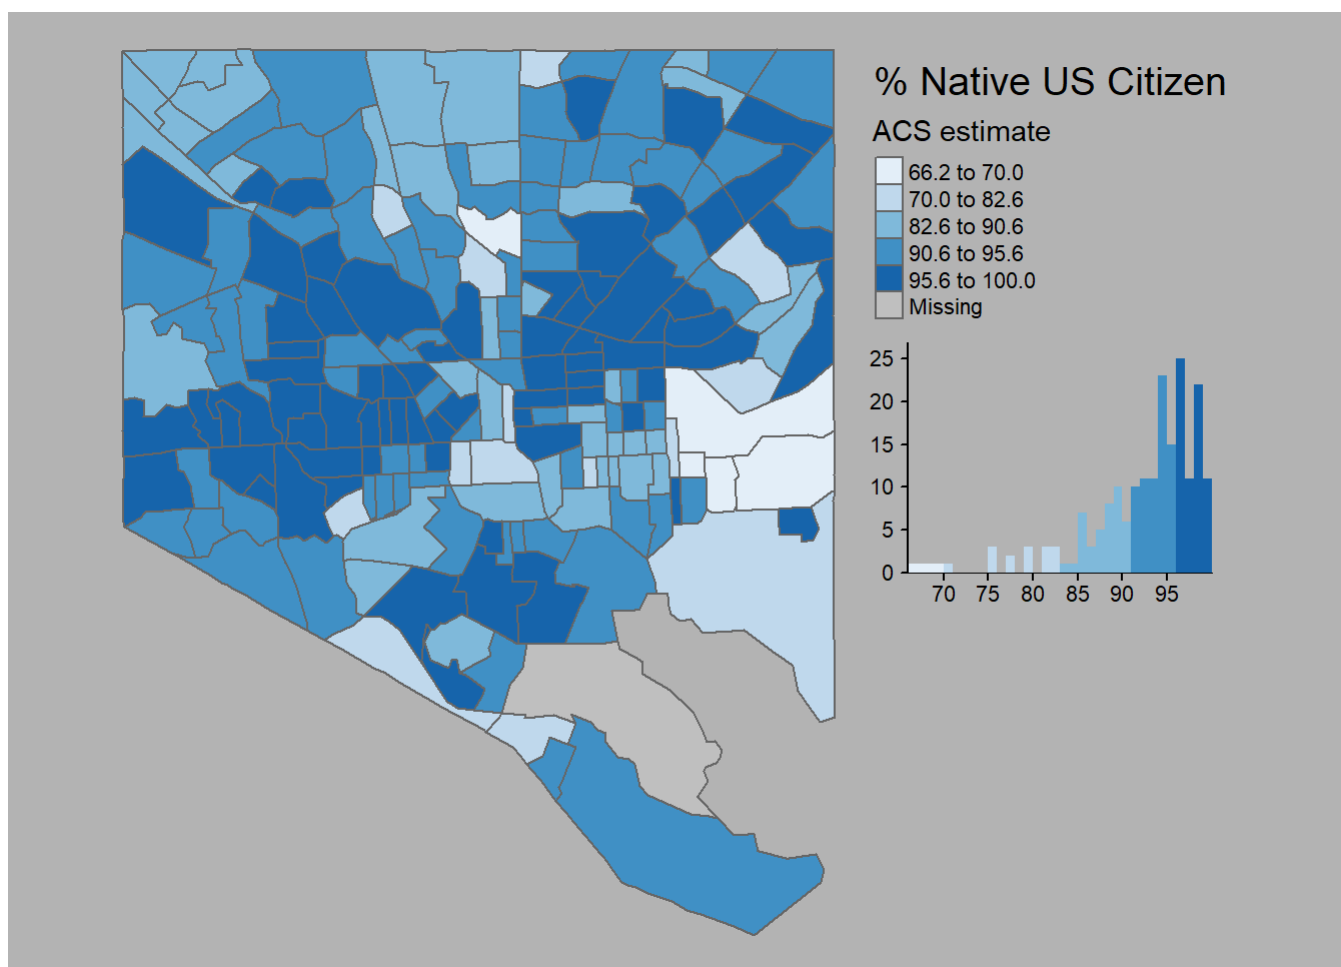 % Native US Citizen
ACS estimate
66.2 to 70.0
70.0 to 82.6
82.6 to 90.6
90.6 to 95.6
95.6 to 100.0
Missing
25
20
15
10
5
0
70 75 80 85 90 95